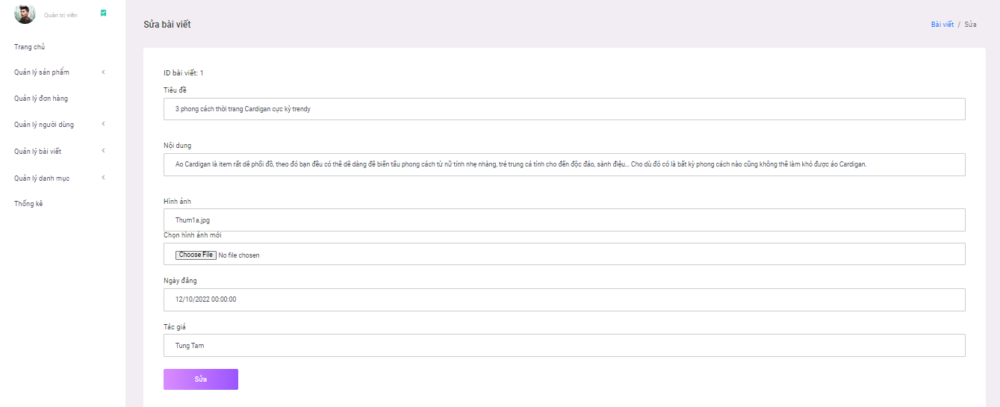 Quản trị viên
Trang chủ
Quản lý sản phẩm
Quản lý đơn hàng
Quản lý người dùng
Quản lý bài viết
Quản lý danh mục
Thống kê
Sửa bài viết
Bài viết / Sửa
ID bài viết: 1
Tiêu đề
3 phong cách thời trang Cardigan cực kỳ trendy
Nội dung
Áo Cardigan là item rất dễ phối đồ, theo đó bạn đều có thể dễ dàng để biến tấu phong cách từ nữ tính nhẹ nhàng, trẻ trung cá tính cho đến độc đáo, sành điệu... Cho dù đó có là bất kỳ phong cách nào cũng không thể làm khó được áo Cardigan.
Hình ảnh
Thum1a.jpg
Chọn hình ảnh mới
Choose File No file chosen
Ngày đăng
12/10/2022 00:00:00
Tác giả
Tung Tam
Sửa